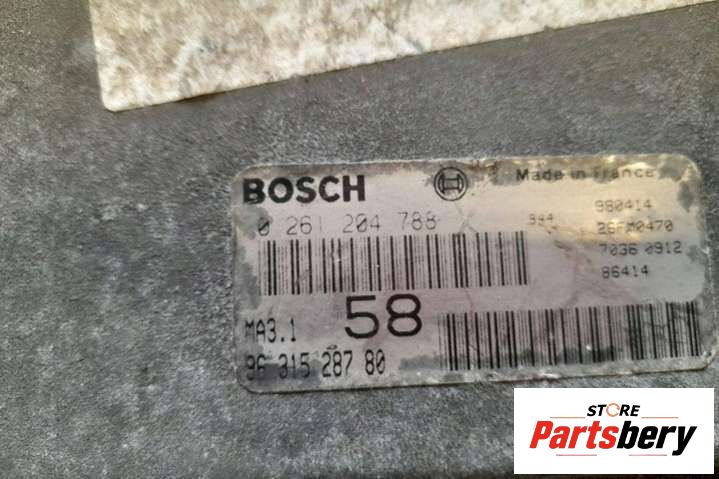 BOSCH
Made in France
0 261 204 788
980414
26FM0470
7036 0912
86414
58
MA3.1
96 315 287 80
STORE
Partsbery